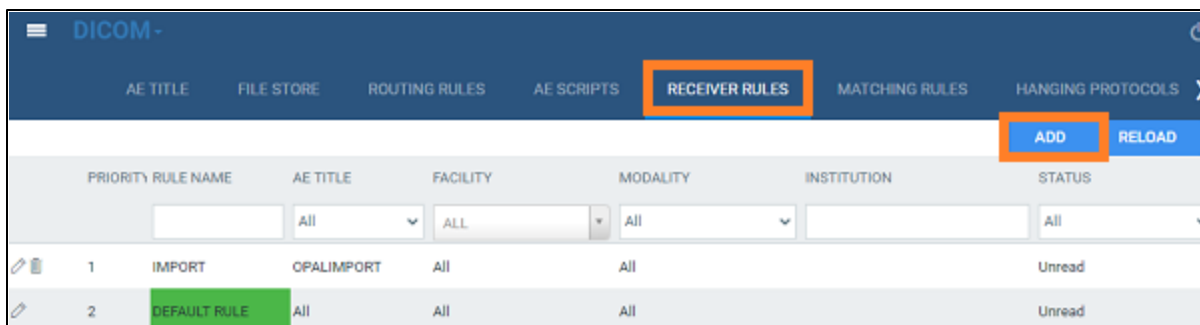 DICOM-
AE TITLE FILE STORE ROUTING RULES AE SCRIPTS RECEIVER RULES MATCHING RULES HANGING PROTOCOLS
ADD RELOAD
PRIORITY RULE NAME AE TITLE FACILITY MODALITY INSTITUTION STATUS
All ALL All All
1 IMPORT OPALIMPORT All All Unread
2 DEFAULT RULE All All All Unread